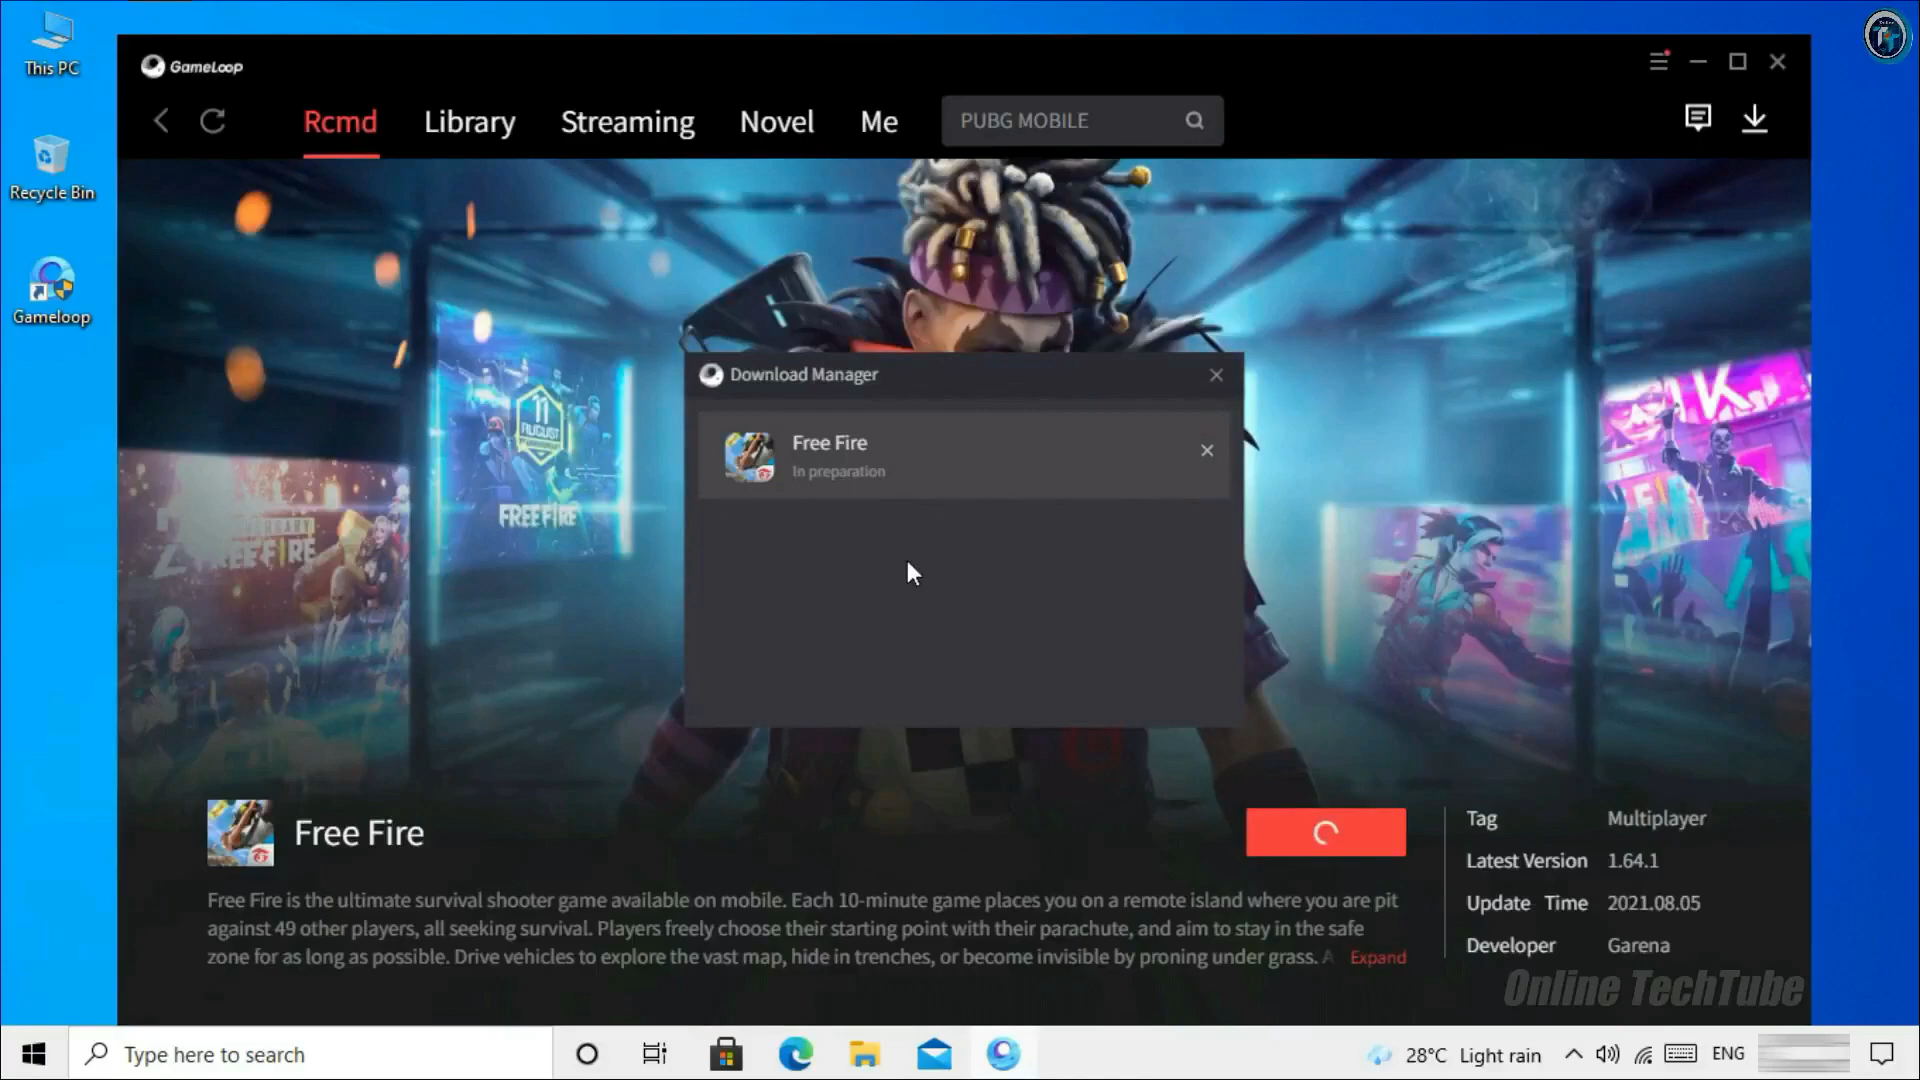 This PC
Recycle Bin
Gameloop
GameLoop
Rcmd
Library
Streaming
Novel
Me
PUBG MOBILE
11
AUGUST
FREE FIRE
Download Manager
Free Fire
In preparation
Free Fire
Free Fire is the ultimate survival shooter game available on mobile. Each 10-minute game places you on a remote island where you are pit
against 49 other players, all seeking survival. Players freely choose their starting point with their parachute, and aim to stay in the safe
zone for as long as possible. Drive vehicles to explore the vast map, hide in trenches, or become invisible by proning under grass. A Expand
Tag Multiplayer
Latest Version 1.64.1
Update Time 2021.08.05
Developer Garena
Online TechTube
Type here to search
28°C Light rain
ENG